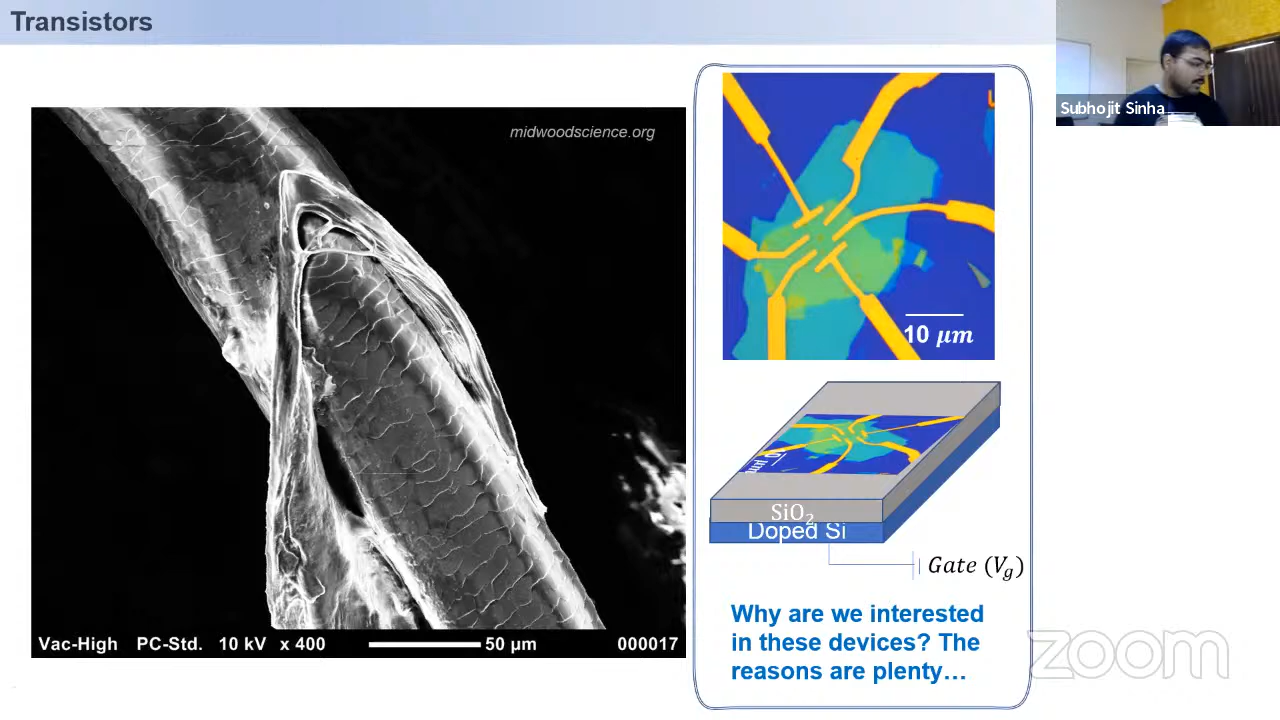 Transistors
Subhojit Sinha
midwoodscience.org
10 μm
SiO2
Doped Si
Gate (Vg)
Why are we interested
in these devices? The
reasons are plenty…
Vac-High PC-Std. 10 kV x 400 50 μm 000017
zoom